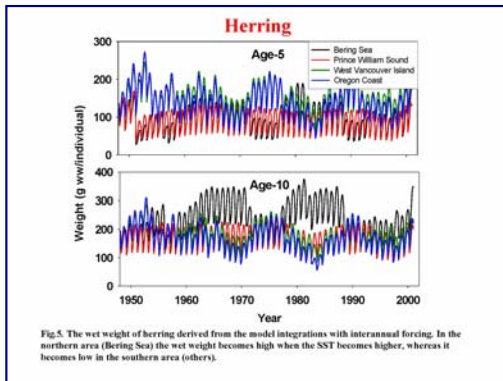 Herring
Age-5
Bering Sea
Prince William Sound
West Vancouver Island
Oregon Coast
300
200
100
0
Weight (g ww/individual)
Age-10
400
300
200
100
0
1950 1960 1970 1980 1990 2000
Year
Fig.5. The wet weight of herring derived from the model integrations with interannual forcing. In the
northern area (Bering Sea) the wet weight becomes high when the SST becomes higher, whereas it
becomes low in the southern area (others).